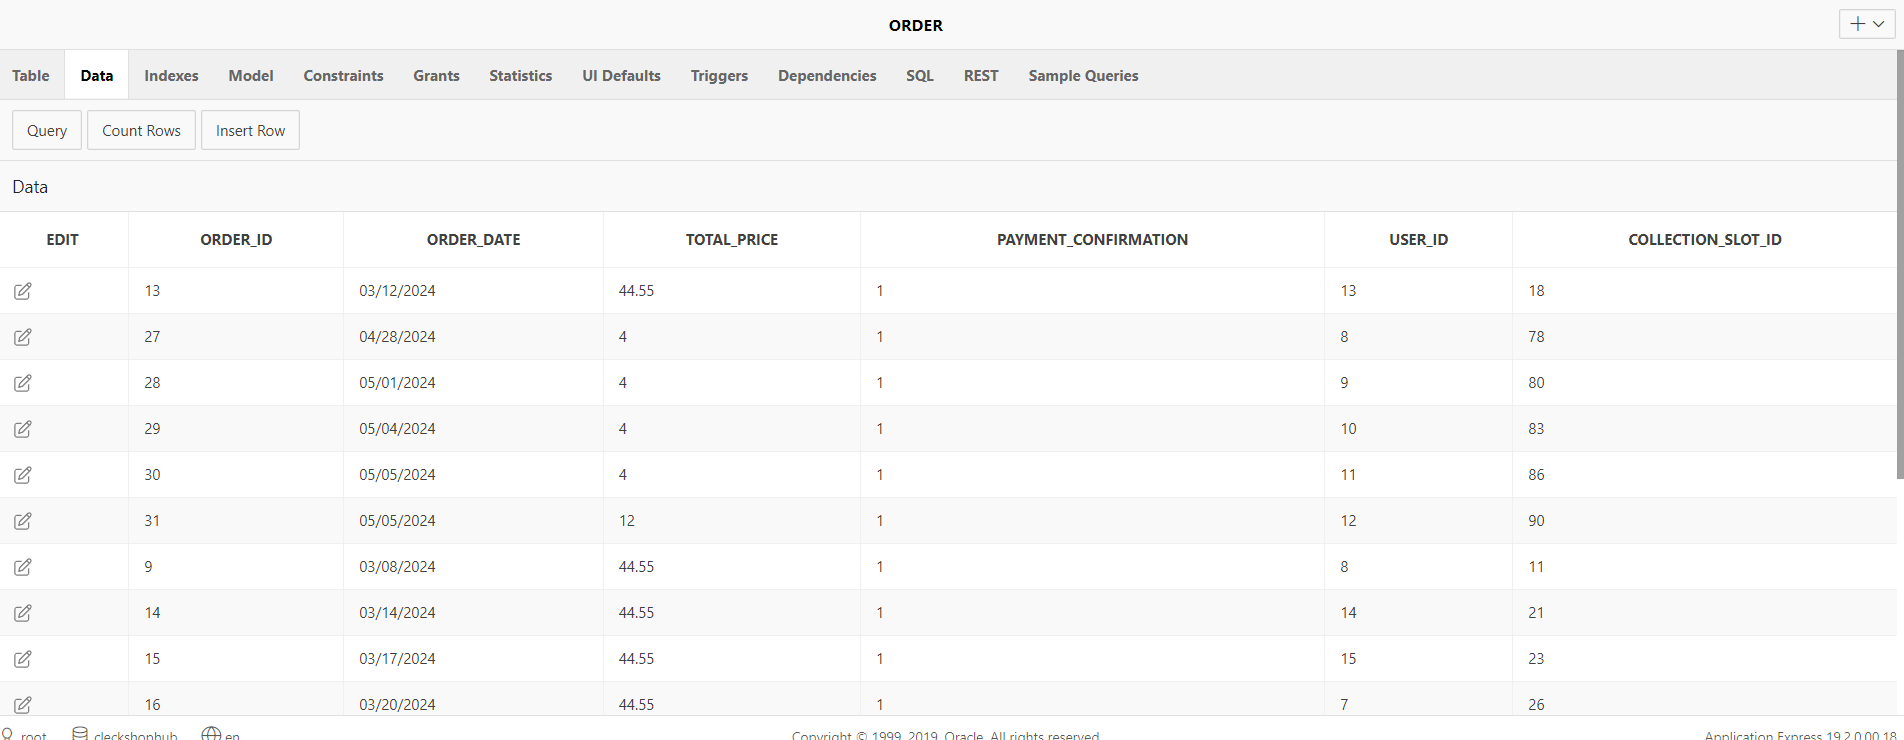 ORDER
Table Data Indexes Model Constraints Grants Statistics UI Defaults Triggers Dependencies SQL REST Sample Queries
Query Count Rows Insert Row
Data
EDIT ORDER_ID ORDER_DATE TOTAL_PRICE PAYMENT_CONFIRMATION USER_ID COLLECTION_SLOT_ID
13 03/12/2024 44.55 1 13 18
27 04/28/2024 4 1 8 78
28 05/01/2024 4 1 9 80
29 05/04/2024 4 1 10 83
30 05/05/2024 4 1 11 86
31 05/05/2024 12 1 12 90
9 03/08/2024 44.55 1 8 11
14 03/14/2024 44.55 1 14 21
15 03/17/2024 44.55 1 15 23
16 03/20/2024 44.55 1 7 26
root cleckshophub en Copyright © 1999, 2019, Oracle. All rights reserved. Application Express 19.2.0.00.18